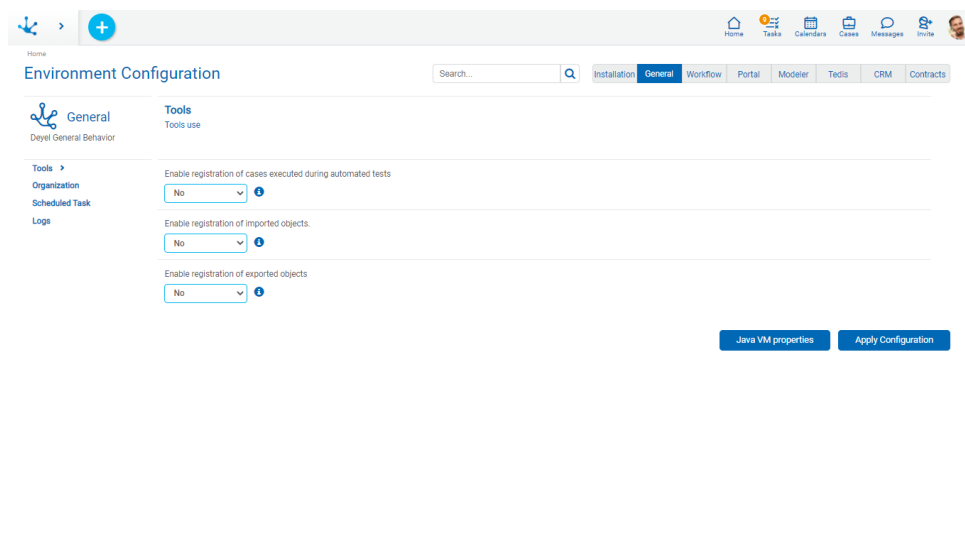 9
Home
Tasks
Calendars
Cases
Messages
Invite
Home
Environment Configuration
Search...
Installation
General
Workflow
Portal
Modeler
Tedis
CRM
Contracts
General
Deyel General Behavior
Tools
Tools use
Tools
Organization
Scheduled Task
Logs
Enable registration of cases executed during automated tests
No
Enable registration of imported objects.
No
Enable registration of exported objects
No
Java VM properties
Apply Configuration